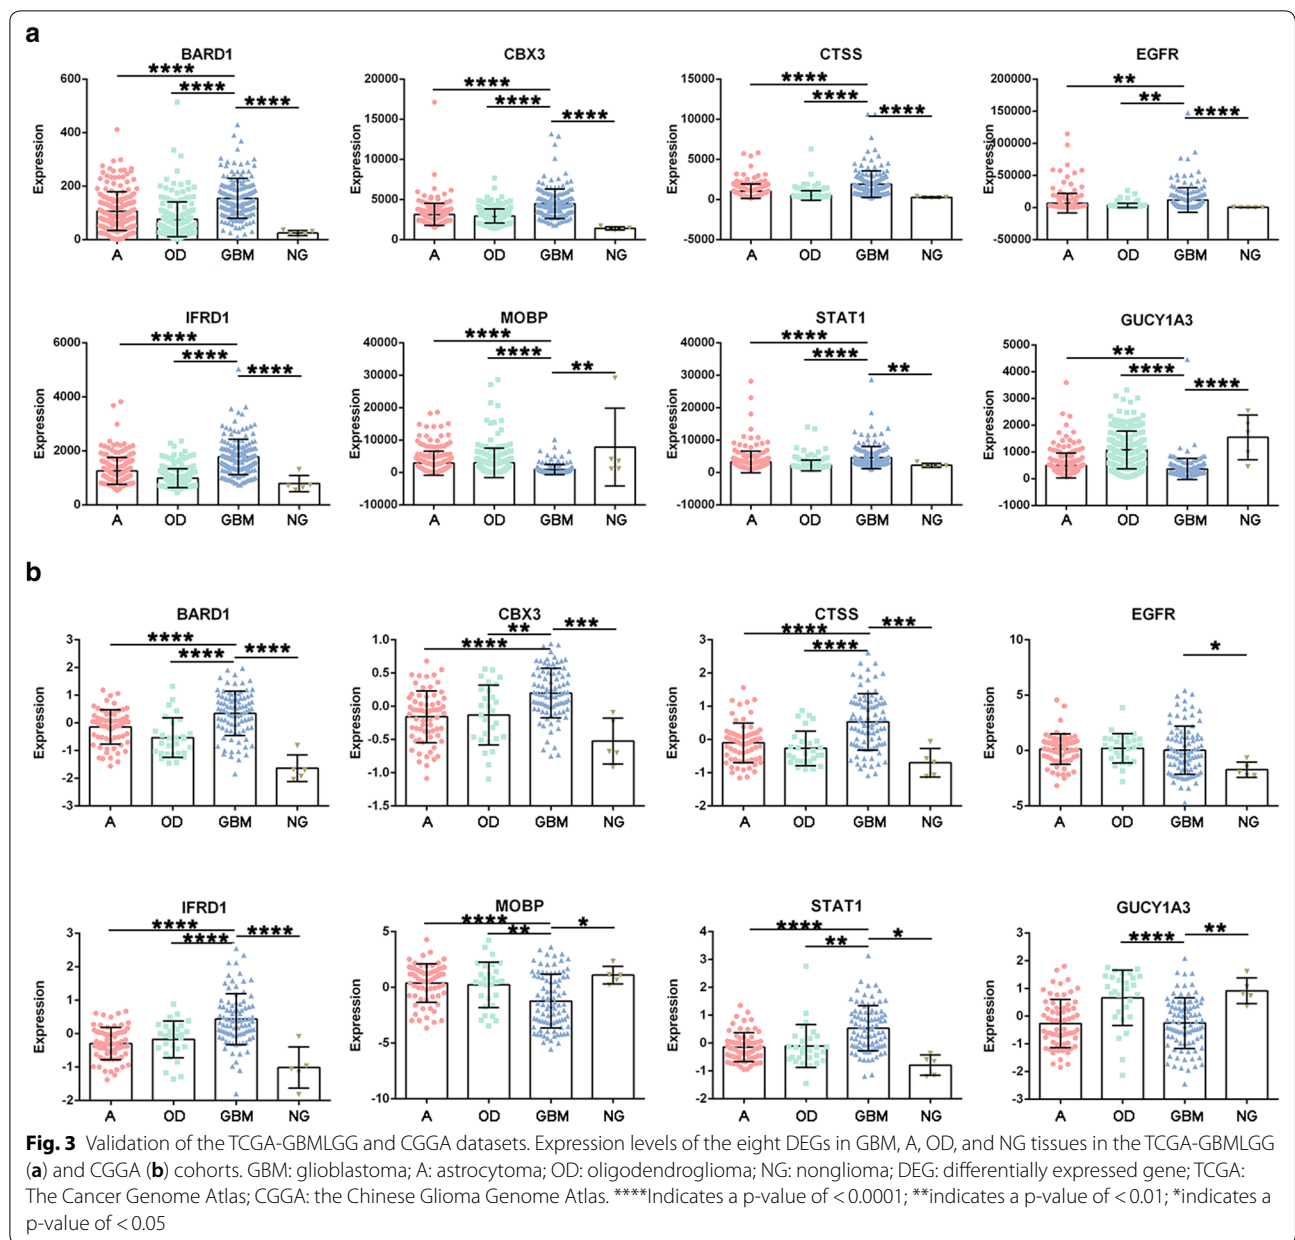 a
BARD1
600
400
200
0
Expression
A OD GBM NG
**** **** ****
CBX3
20000
15000
10000
5000
0
Expression
A OD GBM NG
**** **** ****
CTSS
15000
10000
5000
0
-5000
Expression
A OD GBM NG
**** **** ****
EGFR
200000
150000
100000
50000
0
-50000
Expression
A OD GBM NG
** ** ****
IFRD1
6000
4000
2000
0
Expression
A OD GBM NG
**** **** ****
MOBP
40000
30000
20000
10000
0
-10000
Expression
A OD GBM NG
**** **** **
STAT1
40000
30000
20000
10000
0
-10000
Expression
A OD GBM NG
**** **** **
GUCY1A3
5000
4000
3000
2000
1000
0
-1000
Expression
A OD GBM NG
** **** ****
b
BARD1
3
2
1
0
-1
-2
-3
Expression
A OD GBM NG
**** **** ****
CBX3
1.0
0.5
0.0
-0.5
-1.0
-1.5
Expression
A OD GBM NG
** *** ****
CTSS
3
2
1
0
-1
-2
Expression
A OD GBM NG
**** **** ***
EGFR
10
5
0
-5
Expression
A OD GBM NG
*
IFRD1
3
2
1
0
-1
-2
Expression
A OD GBM NG
**** **** ****
MOBP
5
0
-5
-10
Expression
A OD GBM NG
**** ** *
STAT1
4
3
2
1
0
-1
-2
Expression
A OD GBM NG
**** ** *
GUCY1A3
3
2
1
0
-1
-2
-3
Expression
A OD GBM NG
**** **
Fig. 3 Validation of the TCGA-GBMLGG and CGGA datasets. Expression levels of the eight DEGs in GBM, A, OD, and NG tissues in the TCGA-GBMLGG
(a) and CGGA (b) cohorts. GBM: glioblastoma; A: astrocytoma; OD: oligodendroglioma; NG: nonglioma; DEG: differentially expressed gene; TCGA:
The Cancer Genome Atlas; CGGA: the Chinese Glioma Genome Atlas. ****Indicates a p-value of < 0.0001; **indicates a p-value of < 0.01; *indicates a
p-value of < 0.05